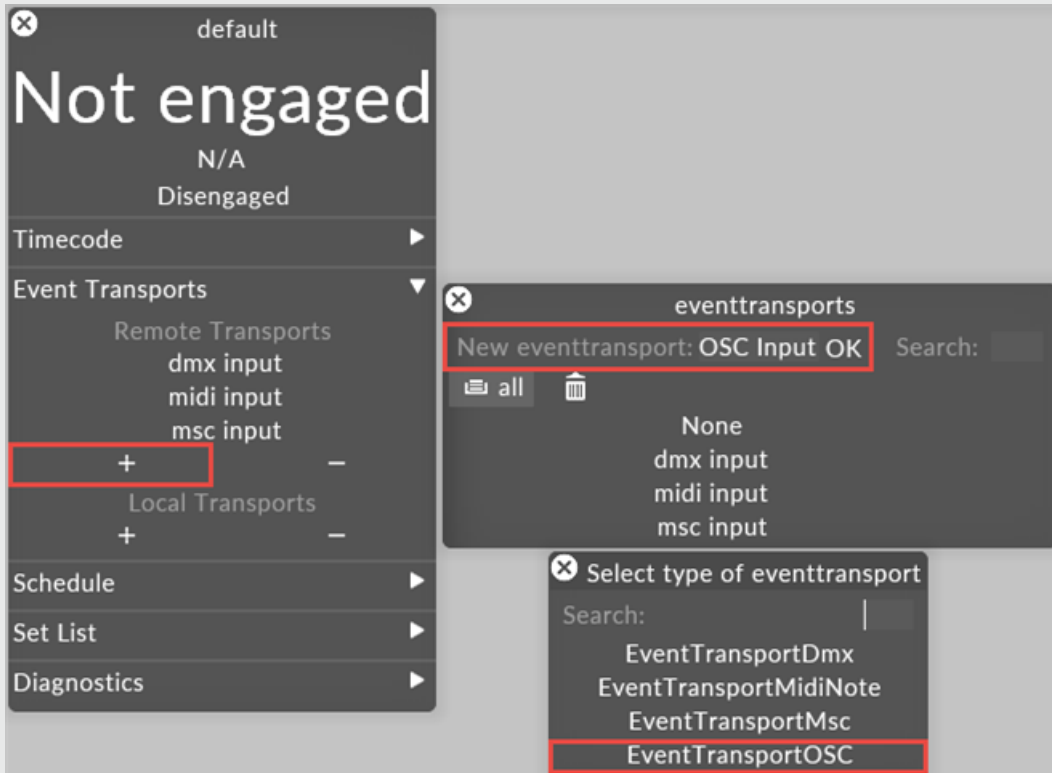 default
Not engaged
N/A
Disengaged
Timecode
Event Transports
Remote Transports
dmx input
midi input
msc input
+ −
Local Transports
+ −
Schedule
Set List
Diagnostics
eventtransports
New eventtransport: OSC Input OK Search:
all
None
dmx input
midi input
msc input
Select type of eventtransport
Search:
EventTransportDmx
EventTransportMidiNote
EventTransportMsc
EventTransportOSC